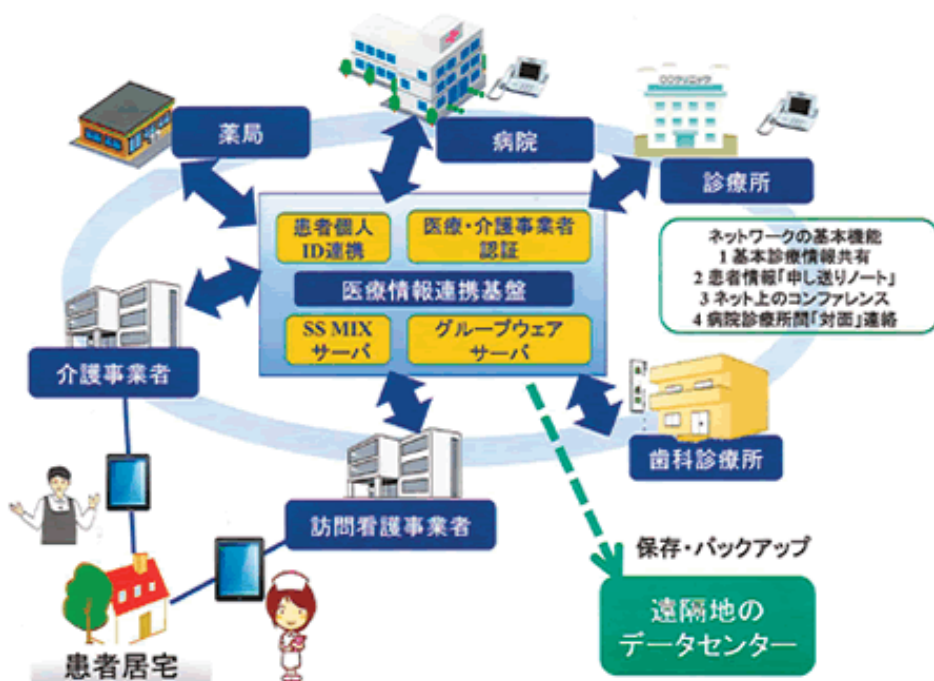 病院
○○クリニック
薬局
診療所
患者個人
ID連携
医療・介護事業者
認証
医療情報連携基盤
SS MIX
サーバ
グループウェア
サーバ
ネットワークの基本機能
1 基本診療情報共有
2 患者情報「申し送りノート」
3 ネット上のコンファレンス
4 病院診療所間「対面」連絡
介護事業者
歯科診療所
訪問看護事業者
保存・バックアップ
遠隔地の
データセンター
患者居宅